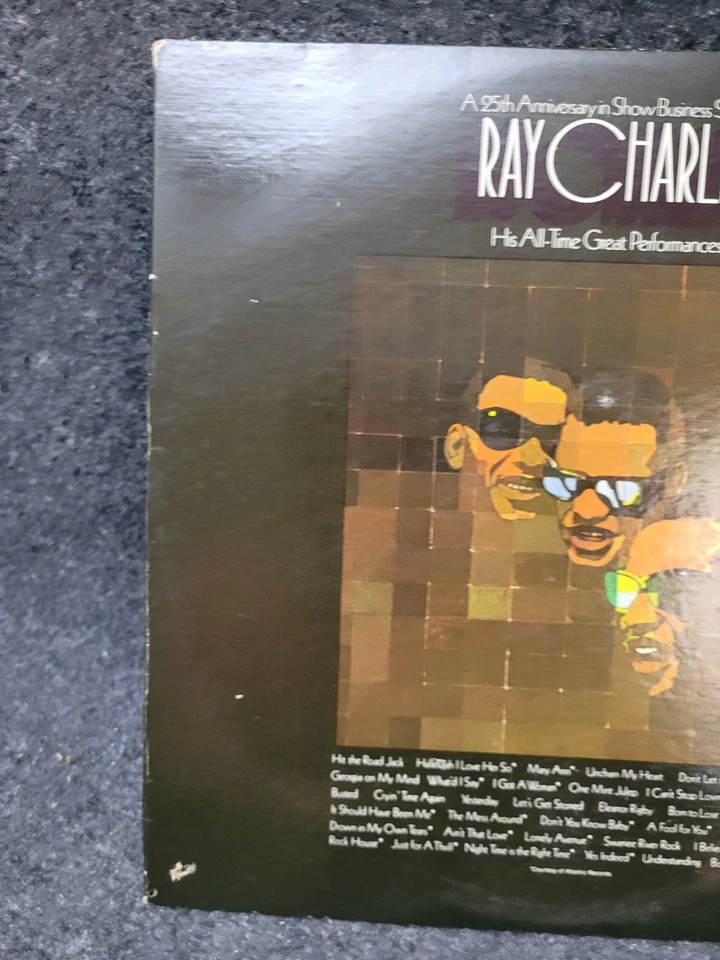 A 25th Anniversary in Show Business S
RAY CHARL
His All-Time Great Performances
Hit the Road Jack Hallelujah I Love Her So* Mary Ann* Unchain My Heart Don't Let
Georgia on My Mind What'd I Say* I Got A Woman* One Mint Julep I Can't Stop Lovin
Busted Cryin' Time Again Yesterday Let's Get Stoned Eleanor Rigby Born to Lose
It Should Have Been Me* The Mess Around* Don't You Know Baby* A Fool for You*
Drown in My Own Tears* Ain't That Love* Lonely Avenue* Swanee River Rock I Belie
Rock House* Just for A Thrill* Night Time is the Right Time* Yes Indeed* Understanding
*Courtesy of Atlantic Records